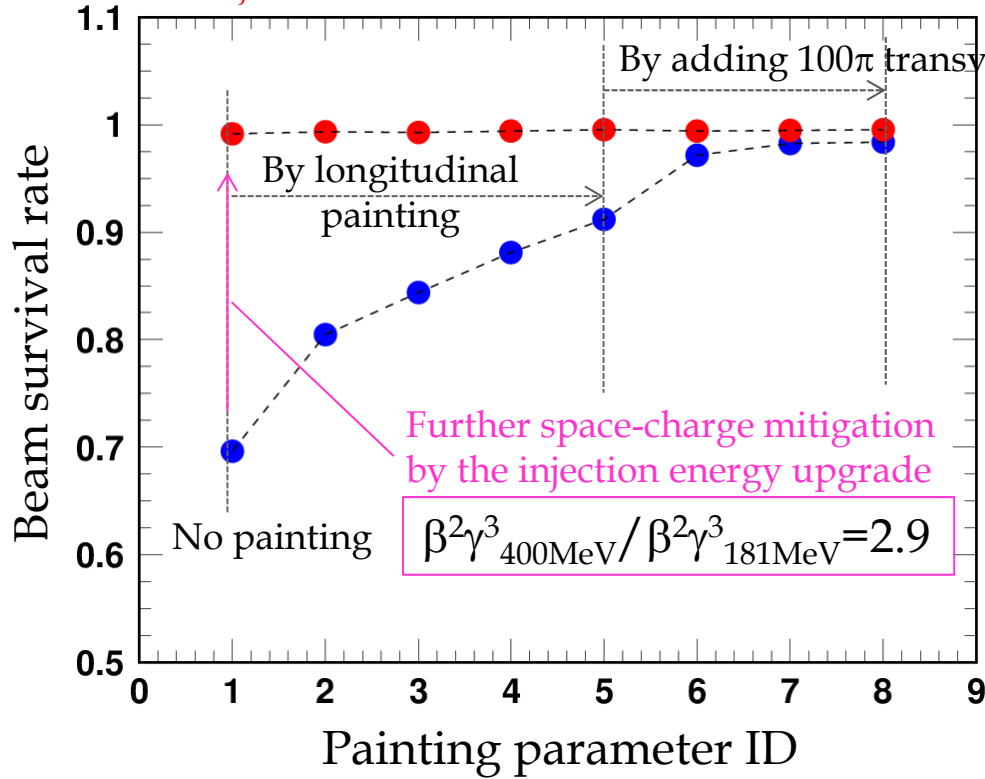 1.1
By adding 100π transv
1
By longitudinal
painting
0.9
0.8
Further space-charge mitigation
by the injection energy upgrade
0.7
No painting
β²γ³400MeV/β²γ³181MeV=2.9
0.6
0.5
0 1 2 3 4 5 6 7 8 9
Beam survival rate
Painting parameter ID